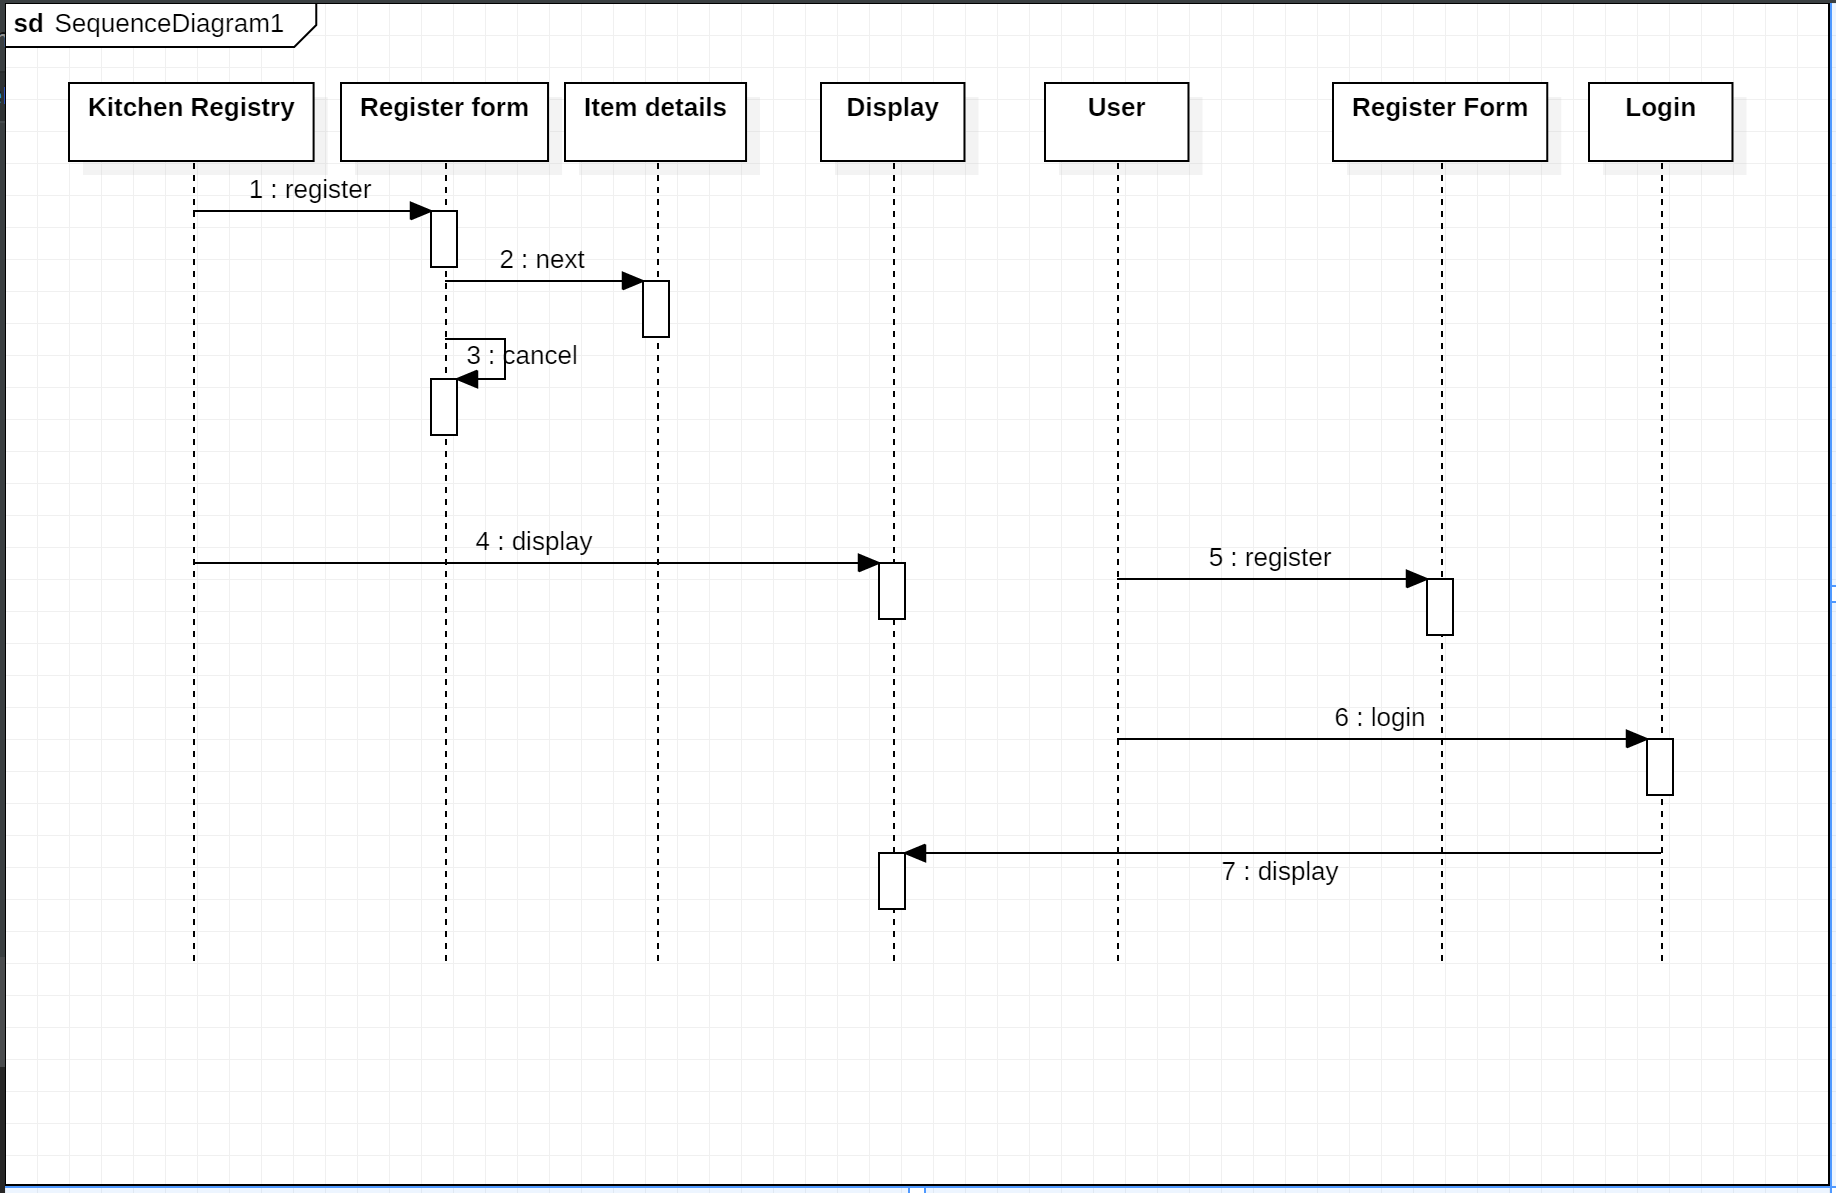 sd SequenceDiagram1
Kitchen Registry
Register form
Item details
Display
User
Register Form
Login
1 : register
2 : next
3 : cancel
4 : display
5 : register
6 : login
7 : display